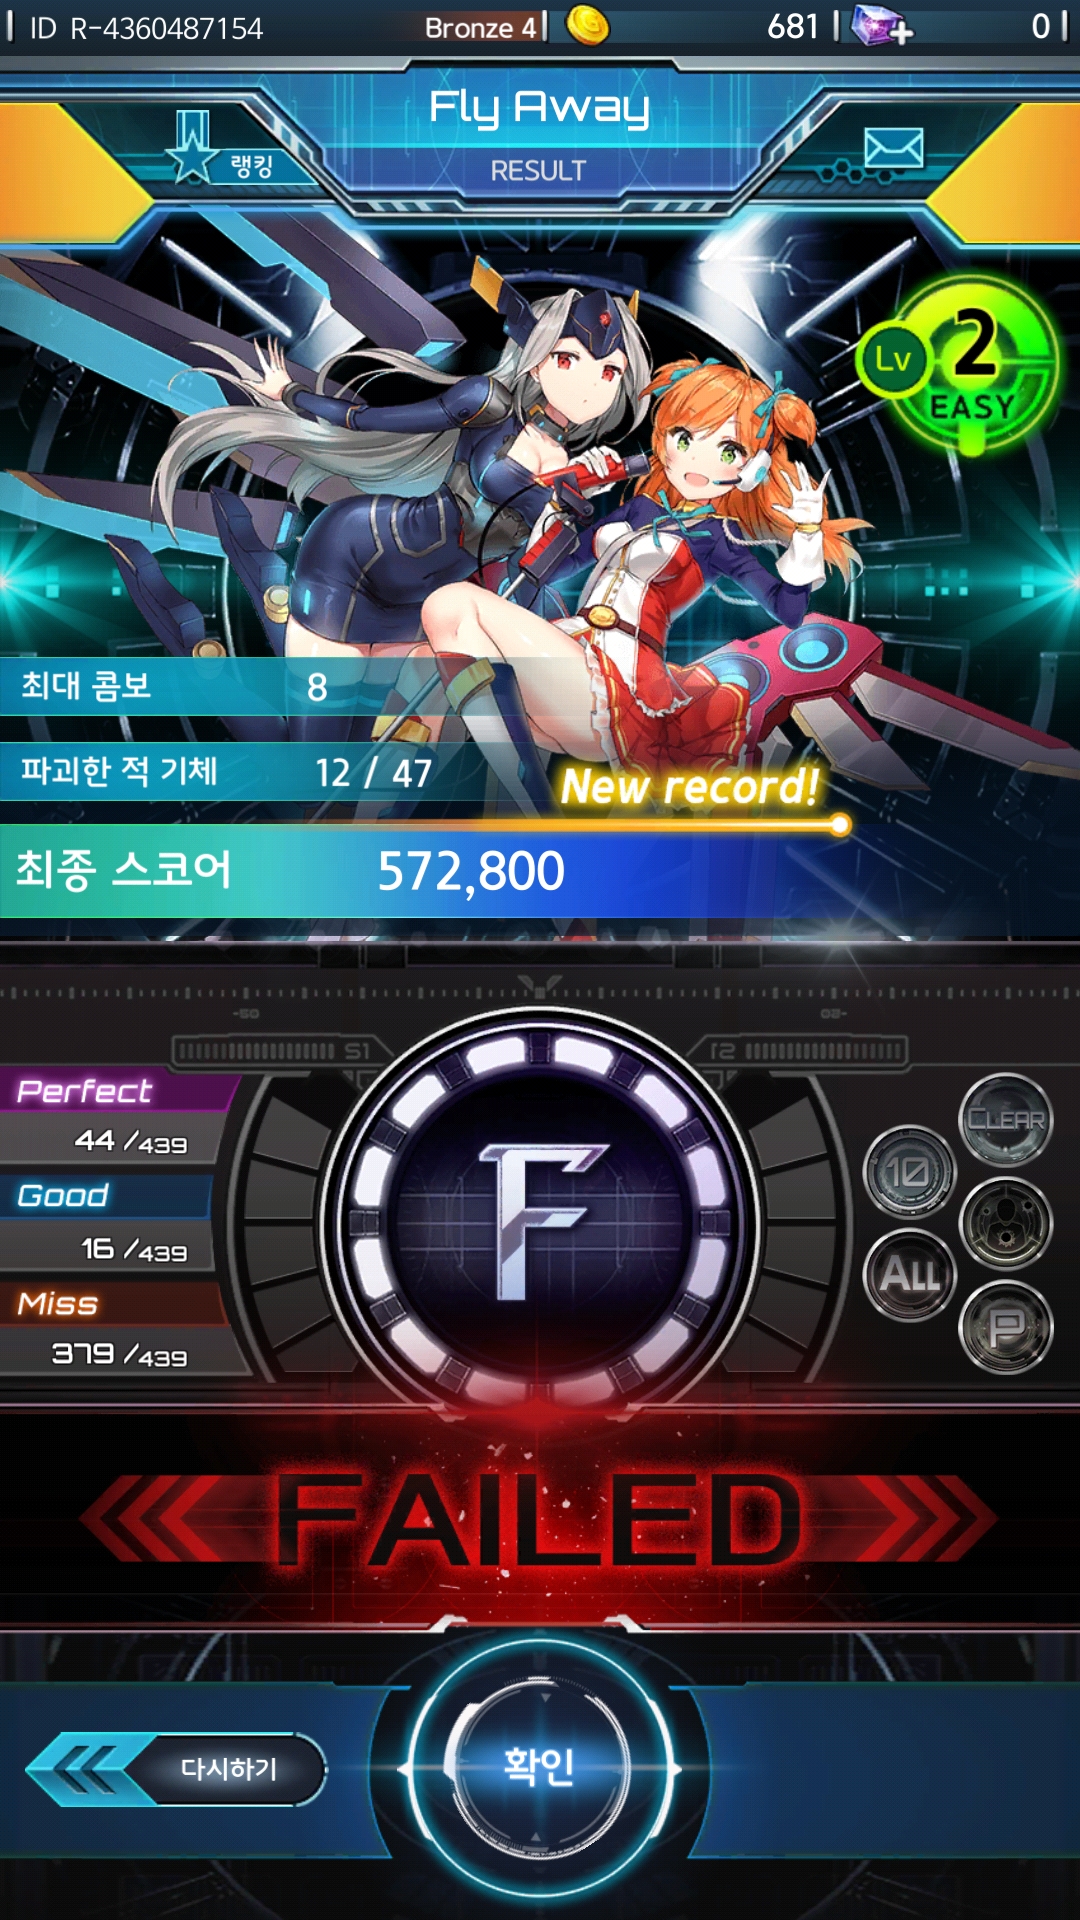 ID R-4360487154 Bronze 4 681 0
Fly Away
랭킹
RESULT
Lv 2
EASY
최대 콤보 8
파괴한 적 기체 12 / 47
New record!
최종 스코어 572,800
Perfect
44 /439
Good
16 /439
Miss
379 /439
F
CLEAR
10
ALL
P
FAILED
다시하기
확인